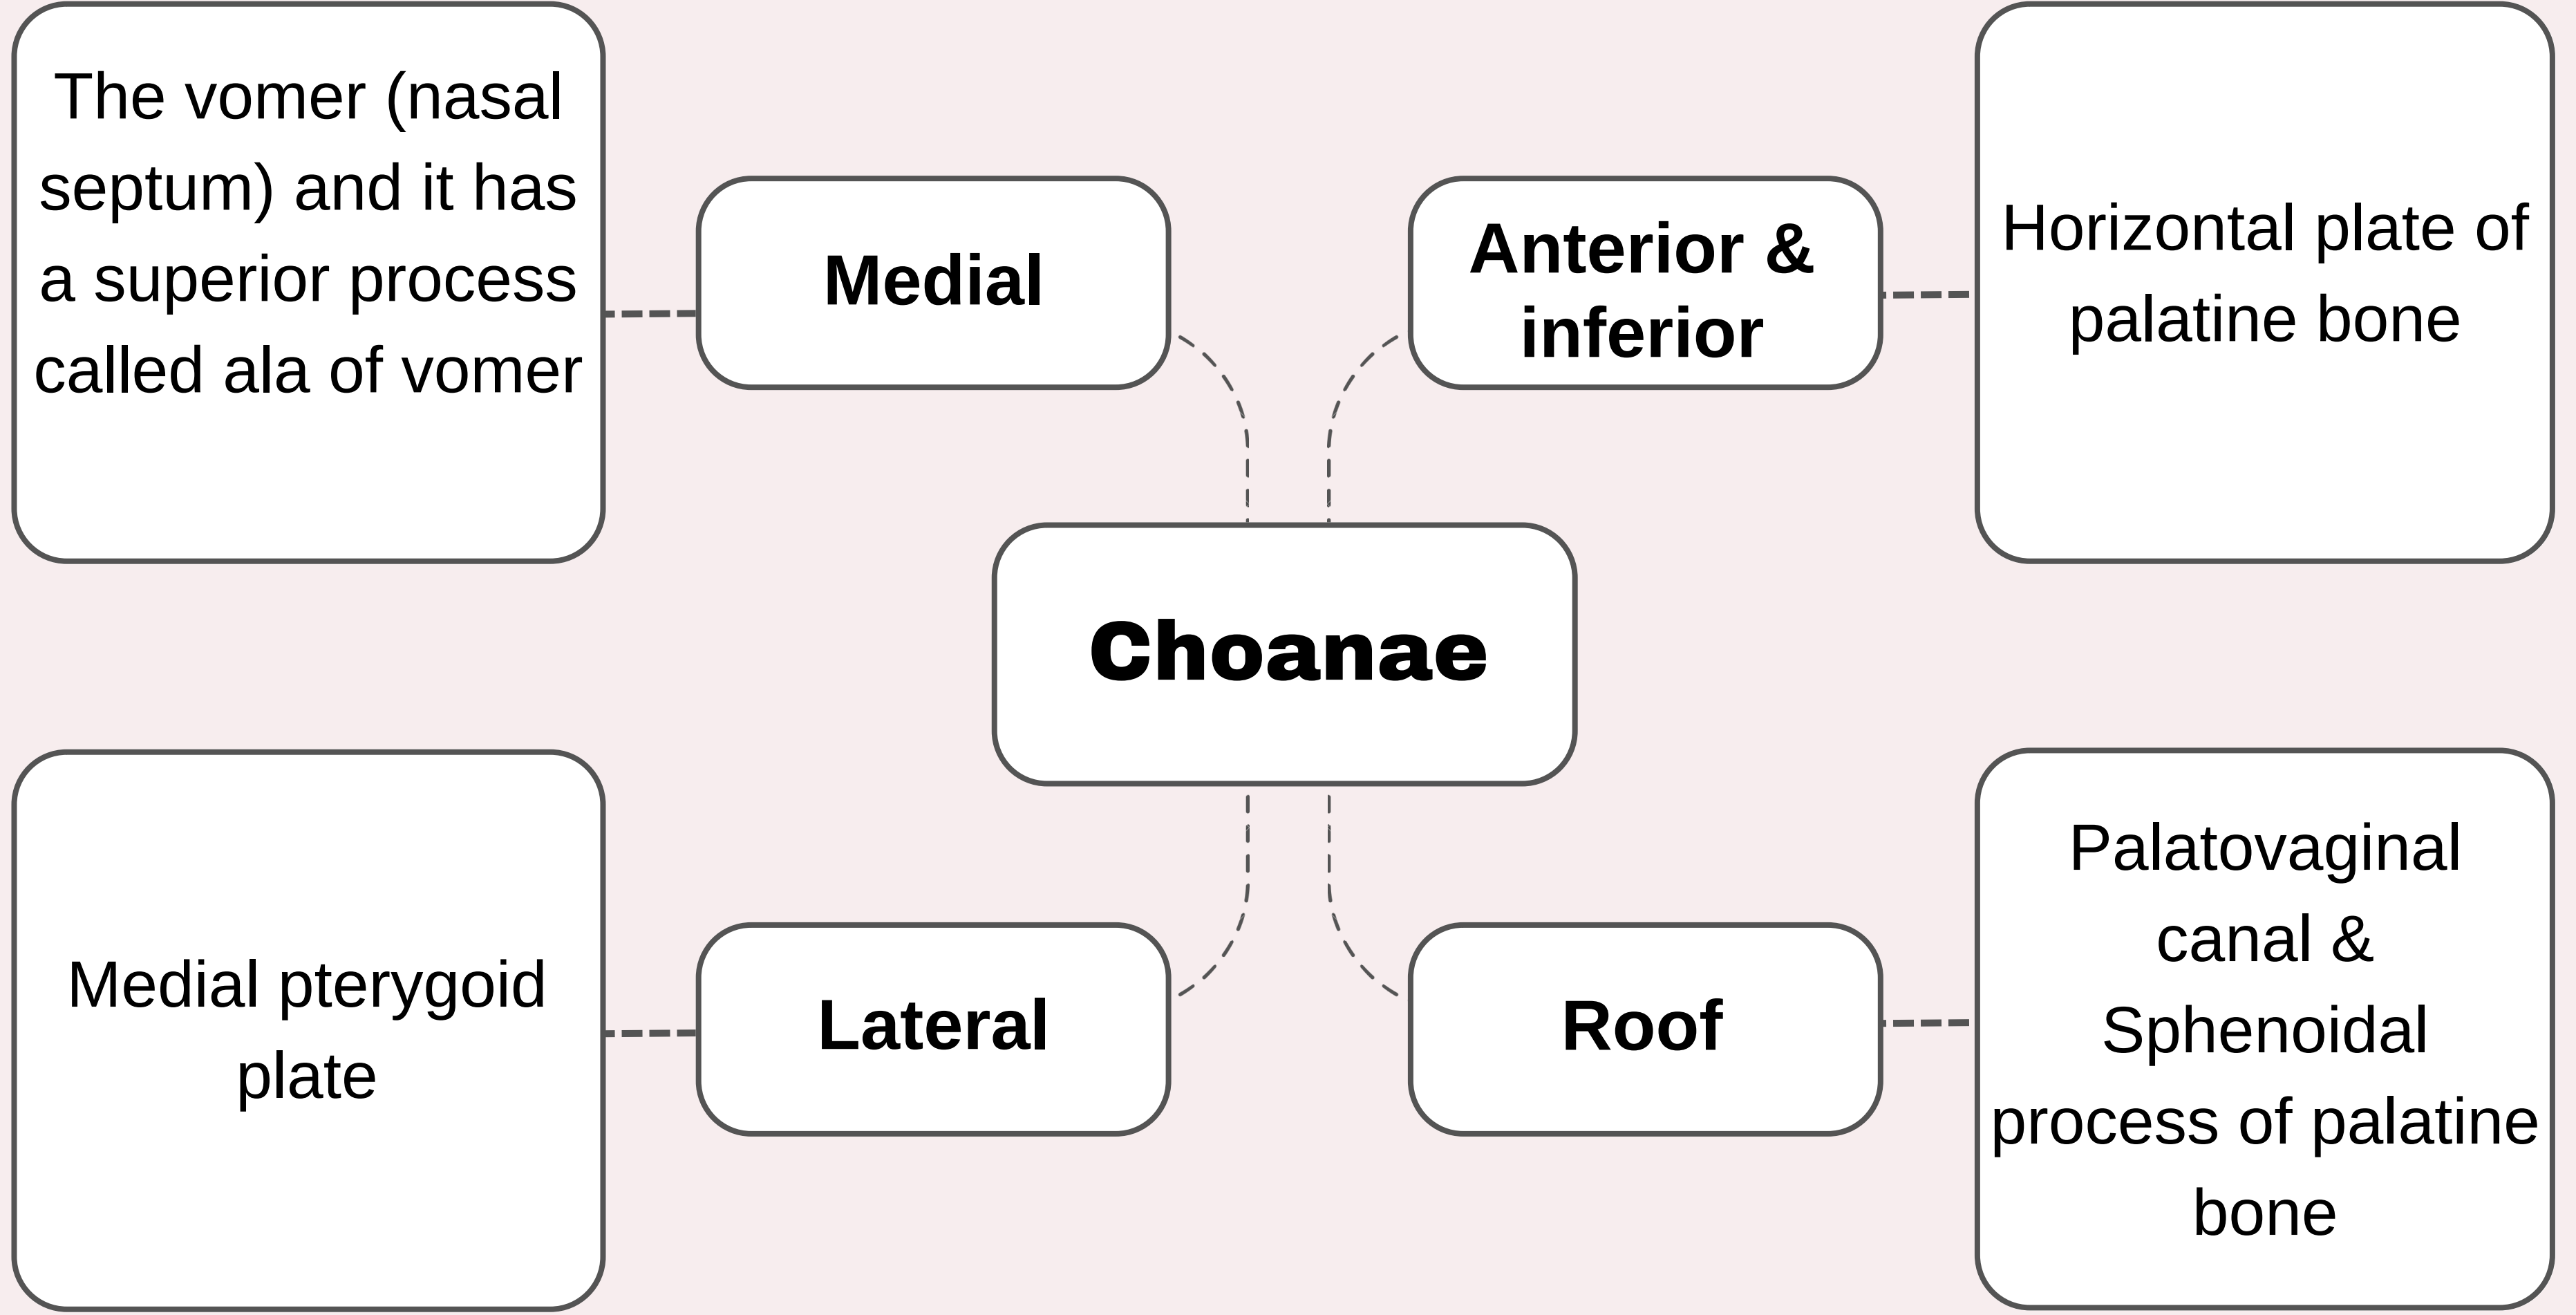 The vomer (nasal
septum) and it has
a superior process
called ala of vomer
Medial
Anterior &
inferior
Horizontal plate of
palatine bone
Choanae
Medial pterygoid
plate
Lateral
Roof
Palatovaginal
canal &
Sphenoidal
process of palatine
bone